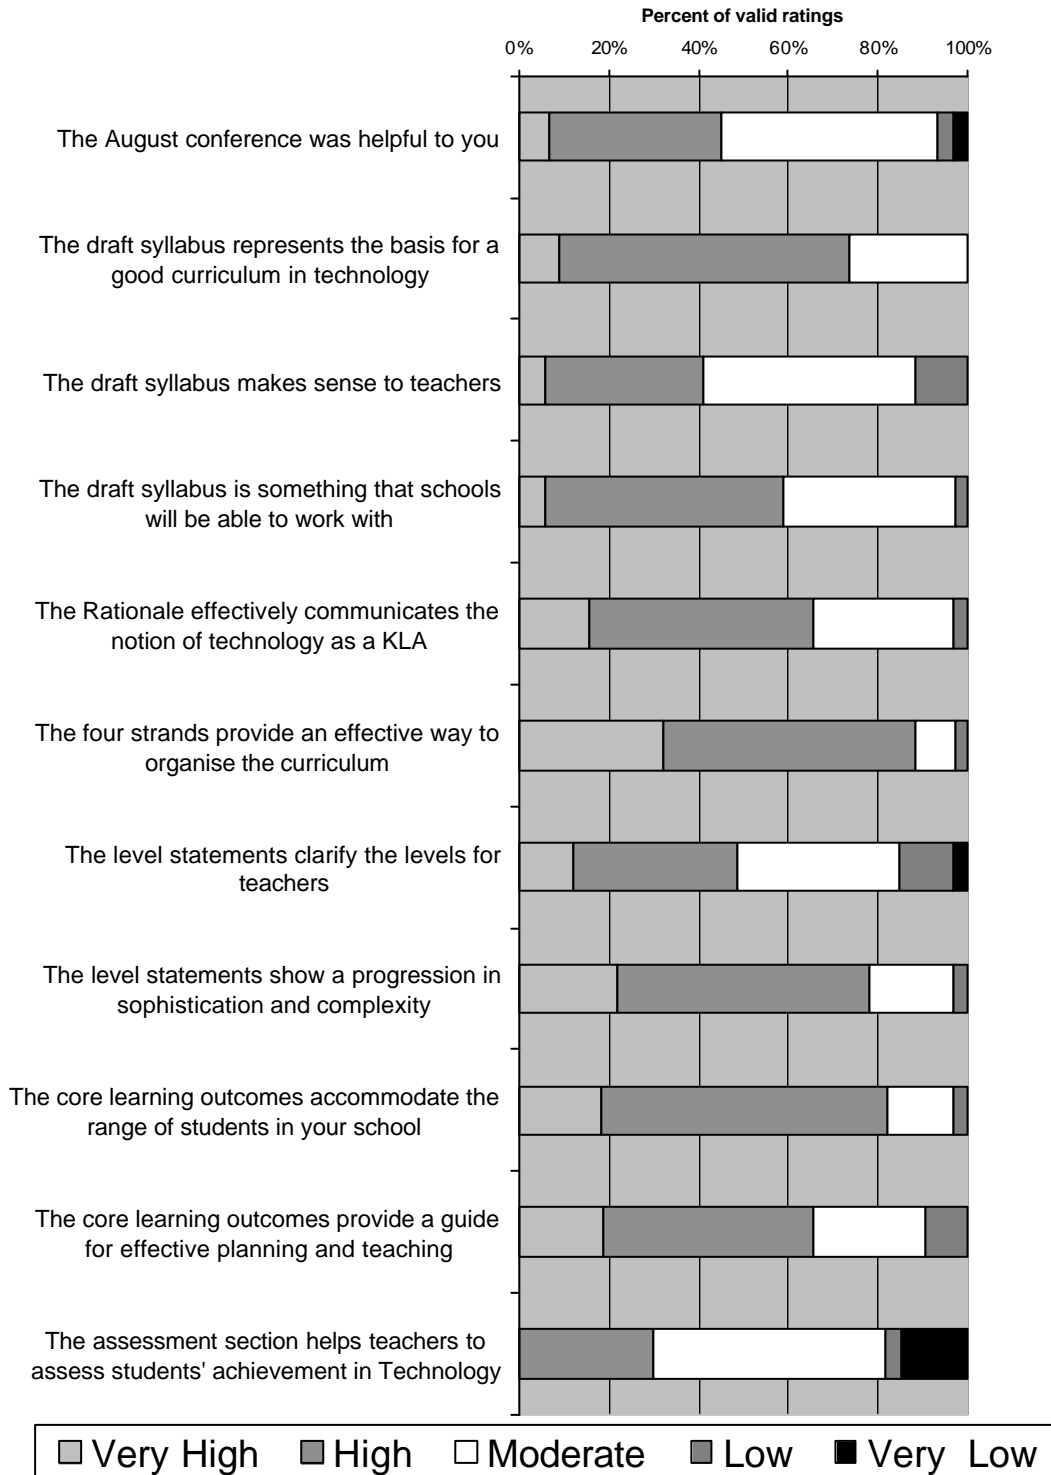 Percent of valid ratings
0% 20% 40% 60% 80% 100%
The August conference was helpful to you
The draft syllabus represents the basis for a
good curriculum in technology
The draft syllabus makes sense to teachers
The draft syllabus is something that schools
will be able to work with
The Rationale effectively communicates the
notion of technology as a KLA
The four strands provide an effective way to
organise the curriculum
The level statements clarify the levels for
teachers
The level statements show a progression in
sophistication and complexity
The core learning outcomes accommodate the
range of students in your school
The core learning outcomes provide a guide
for effective planning and teaching
The assessment section helps teachers to
assess students' achievement in Technology
Very High High Moderate Low Very Low